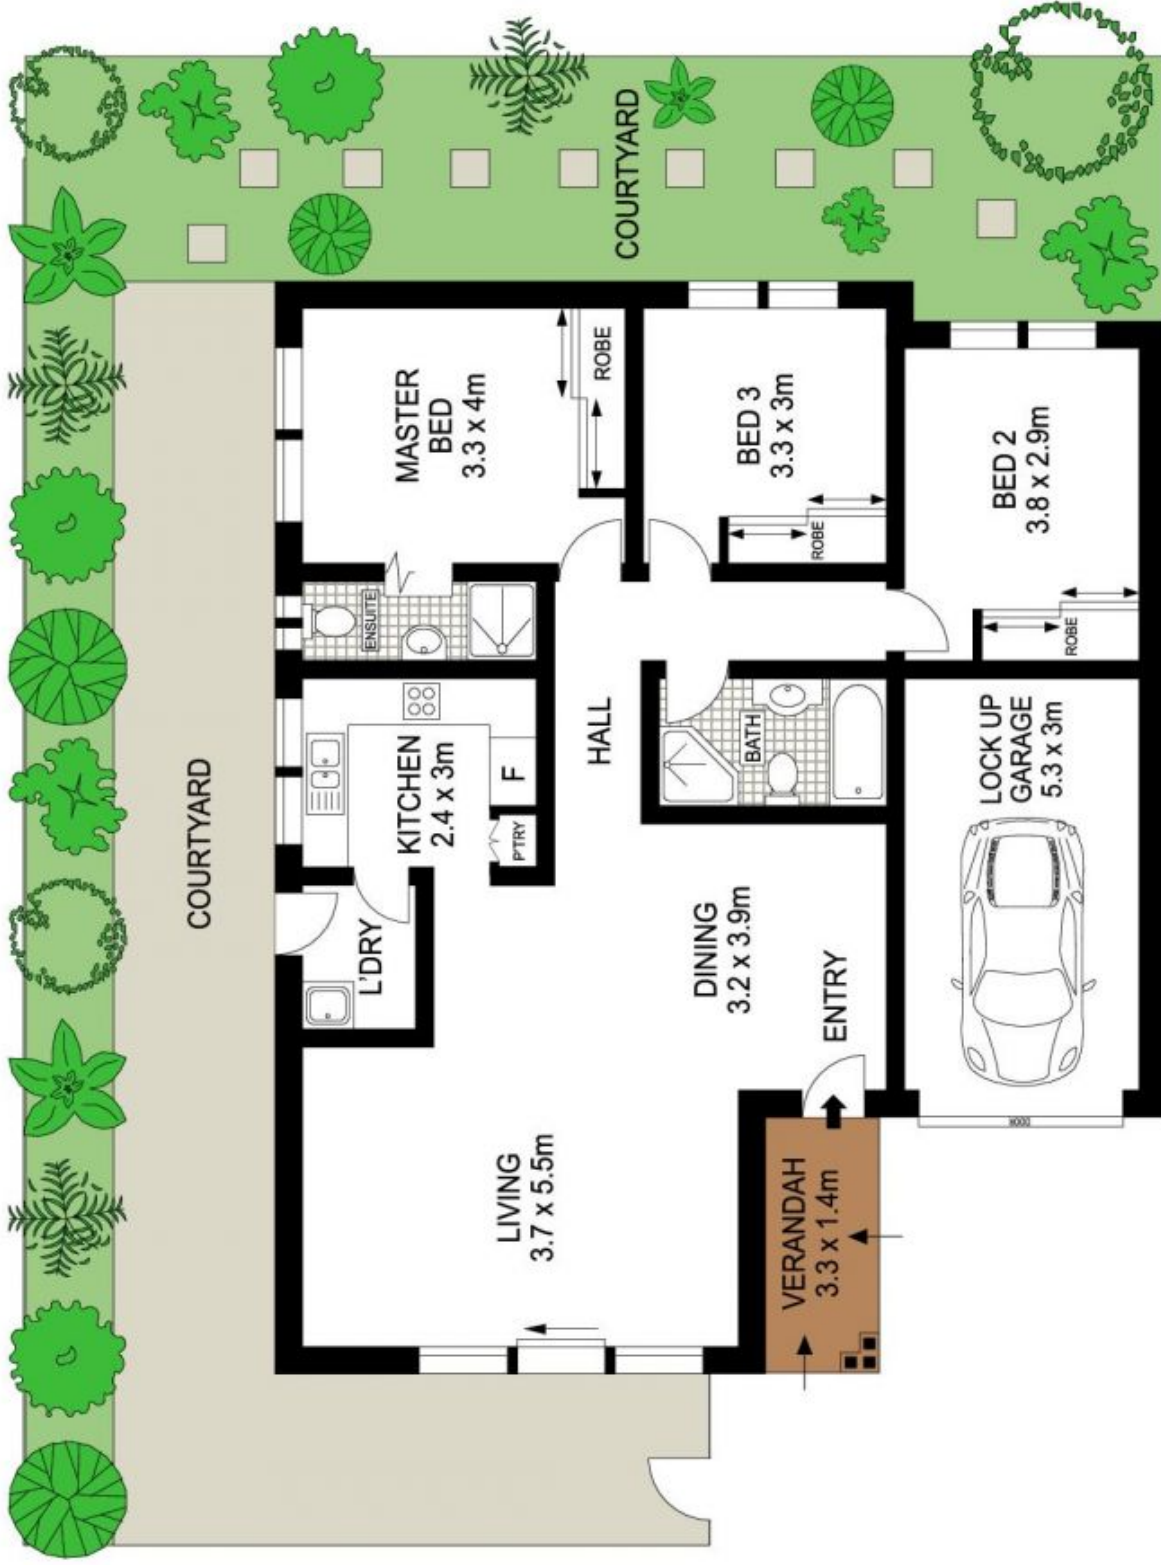 COURTYARD
MASTER
BED
3.3 x 4m
ROBE
BED 3
3.3 x 3m
ROBE
BED 2
3.8 x 2.9m
ROBE
ENSUITE
KITCHEN
2.4 x 3m
F
P'TRY
HALL
BATH
LOCK UP
GARAGE
5.3 x 3m
COURTYARD
L'DRY
DINING
3.2 x 3.9m
ENTRY
LIVING
3.7 x 5.5m
VERANDAH
3.3 x 1.4m